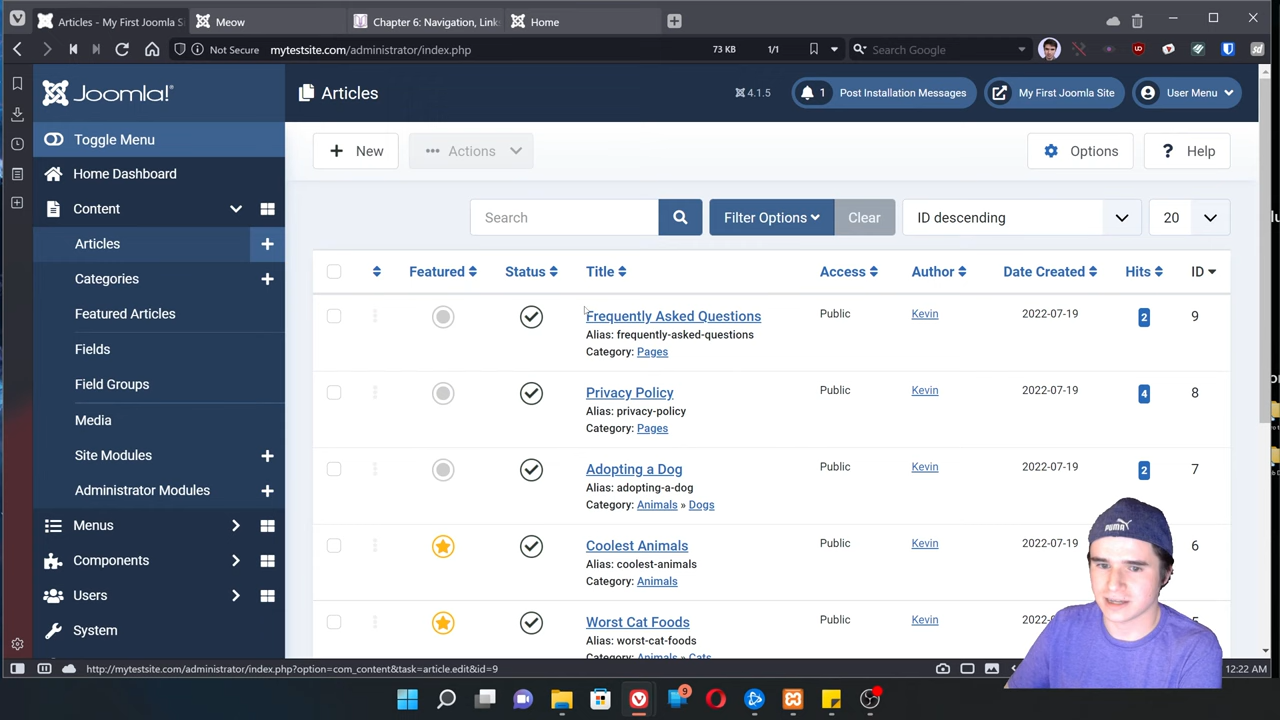 Articles - My First Joomla Sit
Meow
Chapter 6: Navigation, Link
Home
Not Secure mytestsite.com/administrator/index.php
73 KB
1/1
Search Google
Joomla!
Articles
4.1.5
1 Post Installation Messages
My First Joomla Site
User Menu
Toggle Menu
New
Actions
Options
Help
Home Dashboard
Content
Search
Filter Options
Clear
ID descending
20
Articles
Categories
Featured Articles
Fields
Field Groups
Media
Site Modules
Administrator Modules
Menus
Components
Users
System
Featured Status Title Access Author Date Created Hits ID
Frequently Asked Questions Public Kevin 2022-07-19 2 9
Alias: frequently-asked-questions
Category: Pages
Privacy Policy Public Kevin 2022-07-19 4 8
Alias: privacy-policy
Category: Pages
Adopting a Dog Public Kevin 2022-07-19 2 7
Alias: adopting-a-dog
Category: Animals » Dogs
Coolest Animals Public Kevin 2022-07-19 6
Alias: coolest-animals
Category: Animals
Worst Cat Foods Public Kevin
Alias: worst-cat-foods
Category: Animals » Cats
PUMA
http://mytestsite.com/administrator/index.php?option=com_content&task=article.edit&id=9
12:22 AM
9